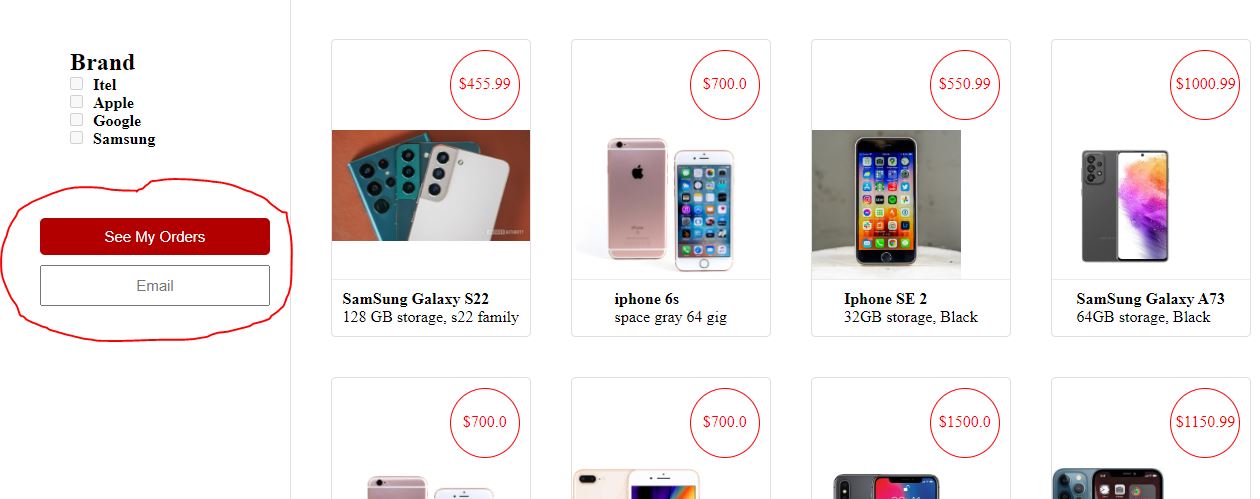 Brand
Itel
Apple
Google
Samsung
See My Orders
Email
$455.99
$700.0
$550.99
$1000.99
SamSung Galaxy S22
128 GB storage, s22 family
iphone 6s
space gray 64 gig
Iphone SE 2
32GB storage, Black
SamSung Galaxy A73
64GB storage, Black
$700.0
$700.0
$1500.0
$1150.99